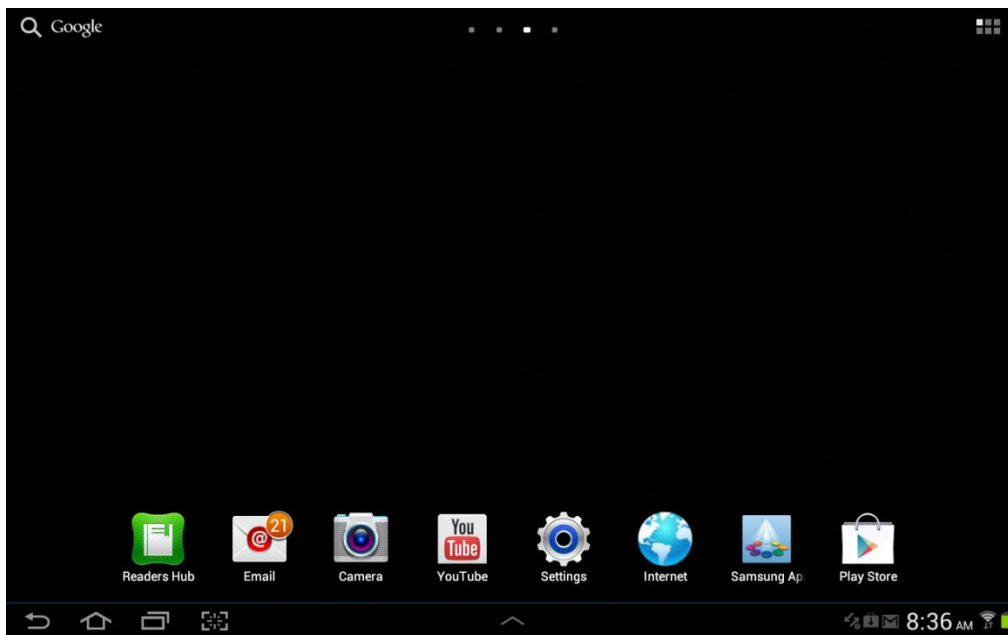 Google
21
You
Tube
Readers Hub
Email
Camera
YouTube
Settings
Internet
Samsung Ap
Play Store
8:36 AM